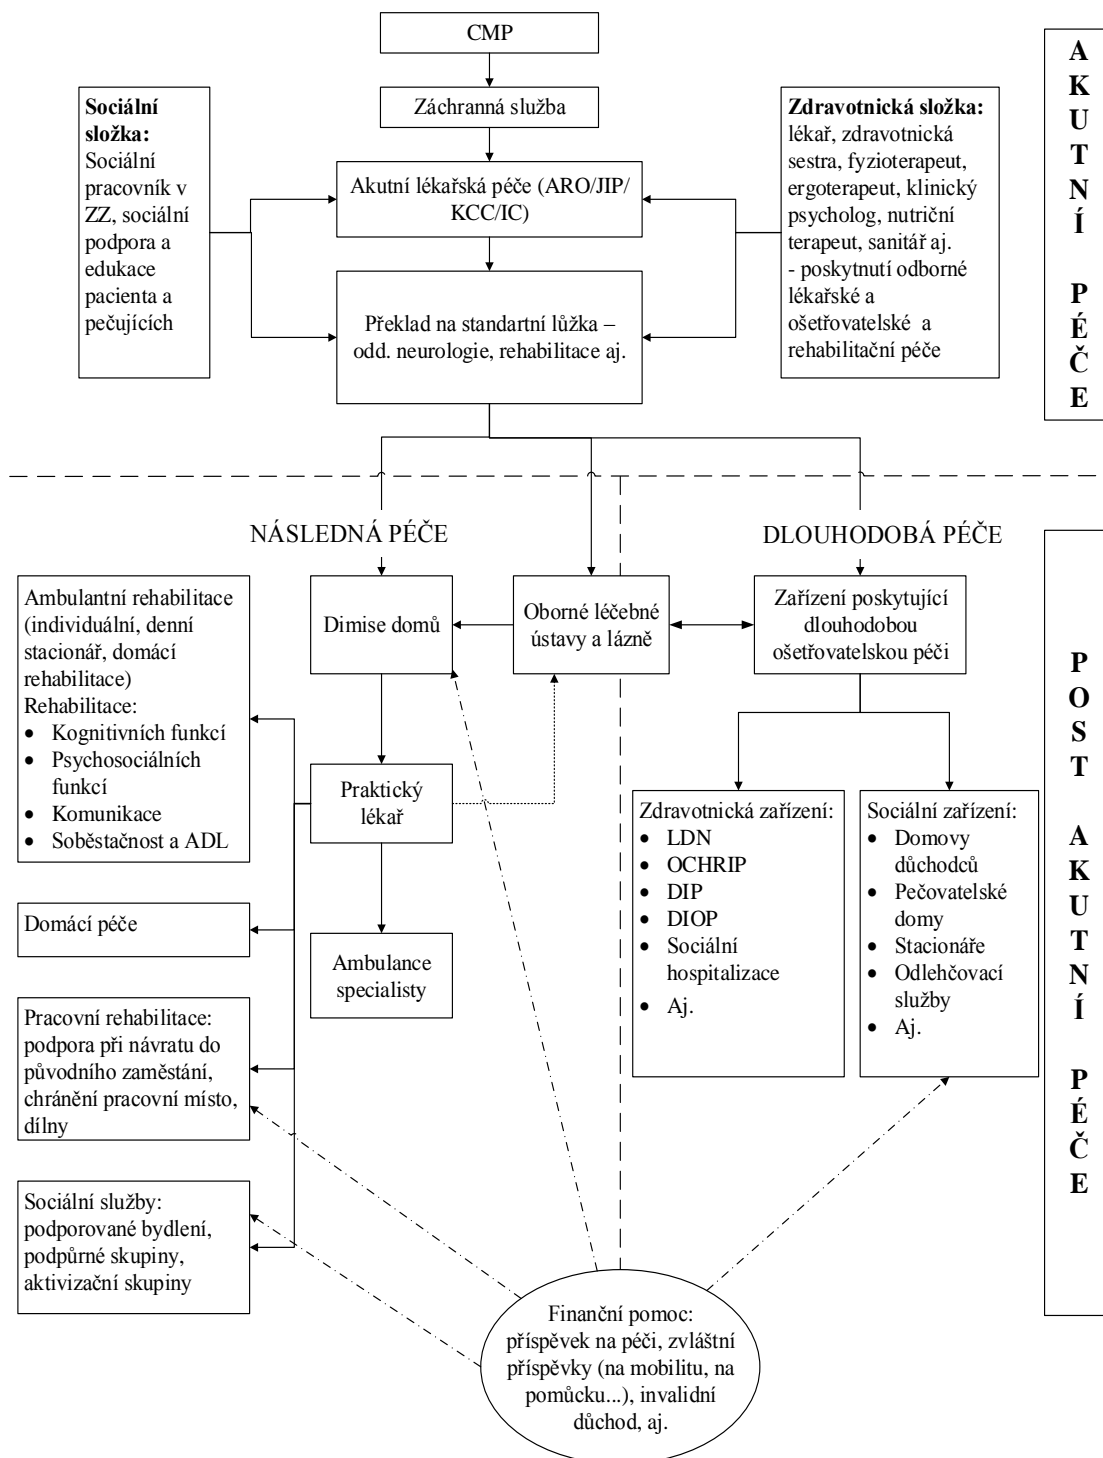 CMP
Záchranná služba
Sociální
složka:
Sociální
pracovník v
ZZ, sociální
podpora a
edukace
pacienta a
pečujících
Akutní lékařská péče (ARO/JIP/
KCC/IC)
Překlad na standartní lůžka –
odd. neurologie, rehabilitace aj.
Zdravotnická složka:
lékař, zdravotnická
sestra, fyzioterapeut,
ergoterapeut, klinický
psycholog, nutriční
terapeut, sanitář aj.
- poskytnutí odborné
lékařské a
ošetřovatelské a
rehabilitační péče
AKUTNÍ PÉČE
NÁSLEDNÁ PÉČE
DLOUHODOBÁ PÉČE
Ambulantní rehabilitace
(individuální, denní
stacionář, domácí
rehabilitace)
Rehabilitace:
• Kognitivních funkcí
• Psychosociálních
funkcí
• Komunikace
• Soběstačnost a ADL
Dimise domů
Oborné léčebné
ústavy a lázně
Zařízení poskytující
dlouhodobou
ošetřovatelskou péči
Praktický
lékař
Ambulance
specialisty
Zdravotnická zařízení:
• LDN
• OCHRIP
• DIP
• DIOP
• Sociální
hospitalizace
• Aj.
Sociální zařízení:
• Domovy
důchodců
• Pečovatelské
domy
• Stacionáře
• Odlehčovací
služby
• Aj.
Domácí péče
Pracovní rehabilitace:
podpora při návratu do
původního zaměstání,
chránění pracovní místo,
dílny
Sociální služby:
podporované bydlení,
podpůrné skupiny,
aktivizační skupiny
Finanční pomoc:
příspěvek na péči, zvláštní
příspěvky (na mobilitu, na
pomůcku...), invalidní
důchod, aj.
POST AKUTNÍ PÉČE